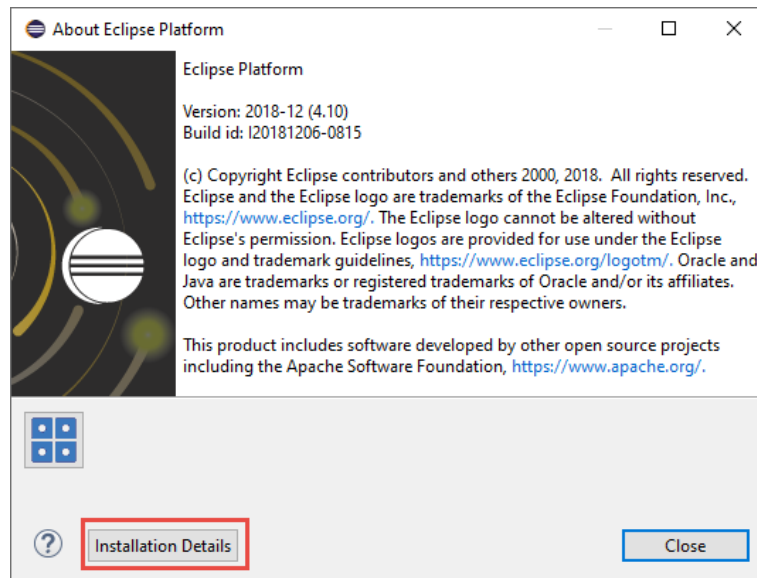 About Eclipse Platform
Eclipse Platform
Version: 2018-12 (4.10)
Build id: I20181206-0815
(c) Copyright Eclipse contributors and others 2000, 2018.  All rights reserved.
Eclipse and the Eclipse logo are trademarks of the Eclipse Foundation, Inc.,
https://www.eclipse.org/. The Eclipse logo cannot be altered without
Eclipse's permission. Eclipse logos are provided for use under the Eclipse
logo and trademark guidelines, https://www.eclipse.org/logotm/. Oracle and
Java are trademarks or registered trademarks of Oracle and/or its affiliates.
Other names may be trademarks of their respective owners.
This product includes software developed by other open source projects
including the Apache Software Foundation, https://www.apache.org/.
?
Installation Details
Close